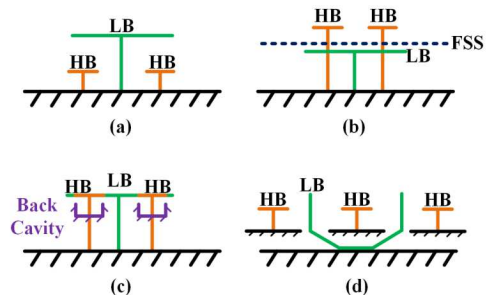 LB
HB HB
(a)
HB HB
FSS
LB
(b)
HB LB HB
Back
Cavity
(c)
LB
HB HB HB
(d)